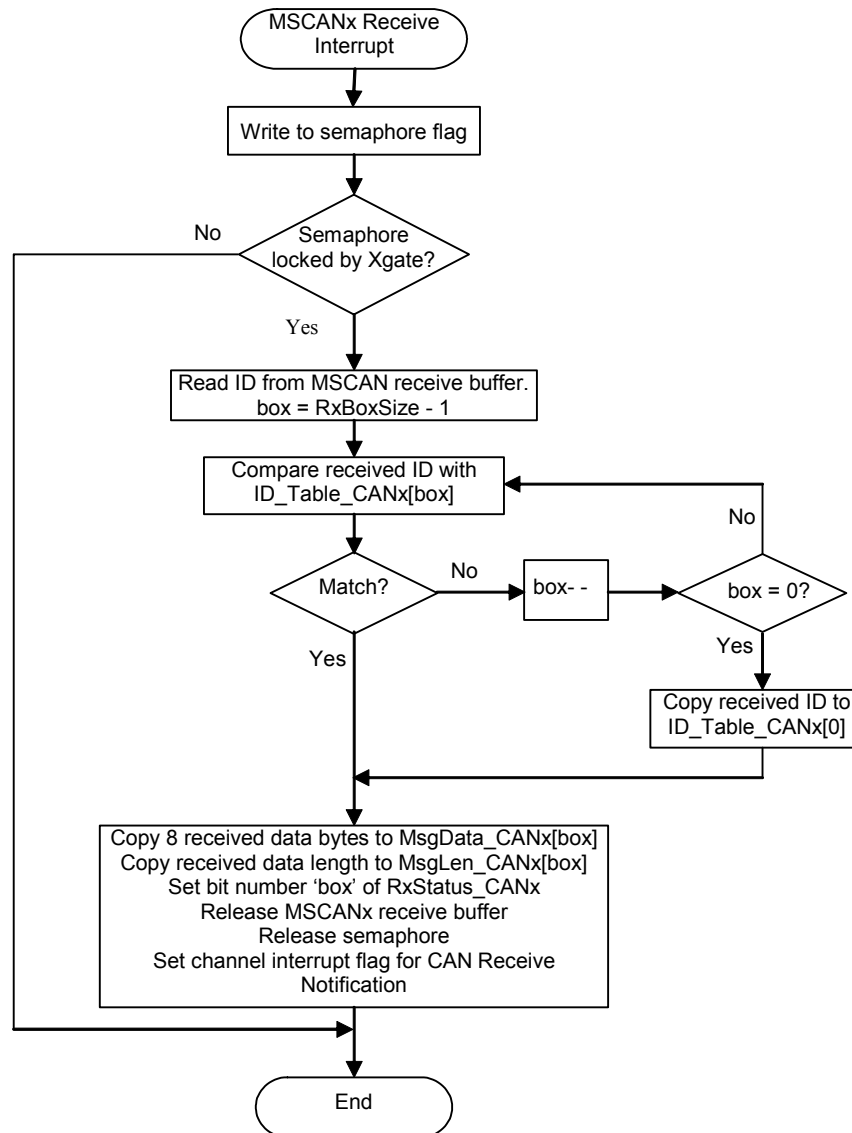 MSCANx Receive
Interrupt
Write to semaphore flag
No
Semaphore
locked by Xgate?
Yes
Read ID from MSCAN receive buffer.
box = RxBoxSize - 1
Compare received ID with
ID_Table_CANx[box]
No
Match?
No
box- -
box = 0?
Yes
Yes
Copy received ID to
ID_Table_CANx[0]
Copy 8 received data bytes to MsgData_CANx[box]
Copy received data length to MsgLen_CANx[box]
Set bit number ‘box’ of RxStatus_CANx
Release MSCANx receive buffer
Release semaphore
Set channel interrupt flag for CAN Receive
Notification
End